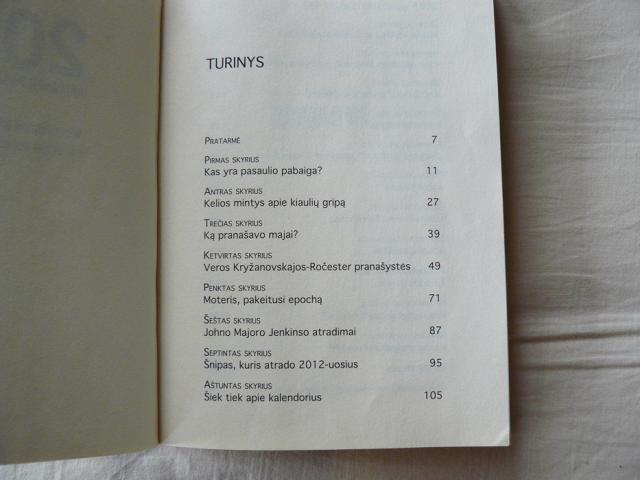 TURINYS
PRATARMĖ 7
PIRMAS SKYRIUS
Kas yra pasaulio pabaiga? 11
ANTRAS SKYRIUS
Kelios mintys apie kiaulių gripą 27
TREČIAS SKYRIUS
Ką pranašavo majai? 39
KETVIRTAS SKYRIUS
Veros Kryžanovskajos-Ročester pranašystės 49
PENKTAS SKYRIUS
Moteris, pakeitusi epochą 71
ŠEŠTAS SKYRIUS
Johno Majoro Jenkinso atradimai 87
SEPTINTAS SKYRIUS
Šnipas, kuris atrado 2012-uosius 95
AŠTUNTAS SKYRIUS
Šiek tiek apie kalendorius 105